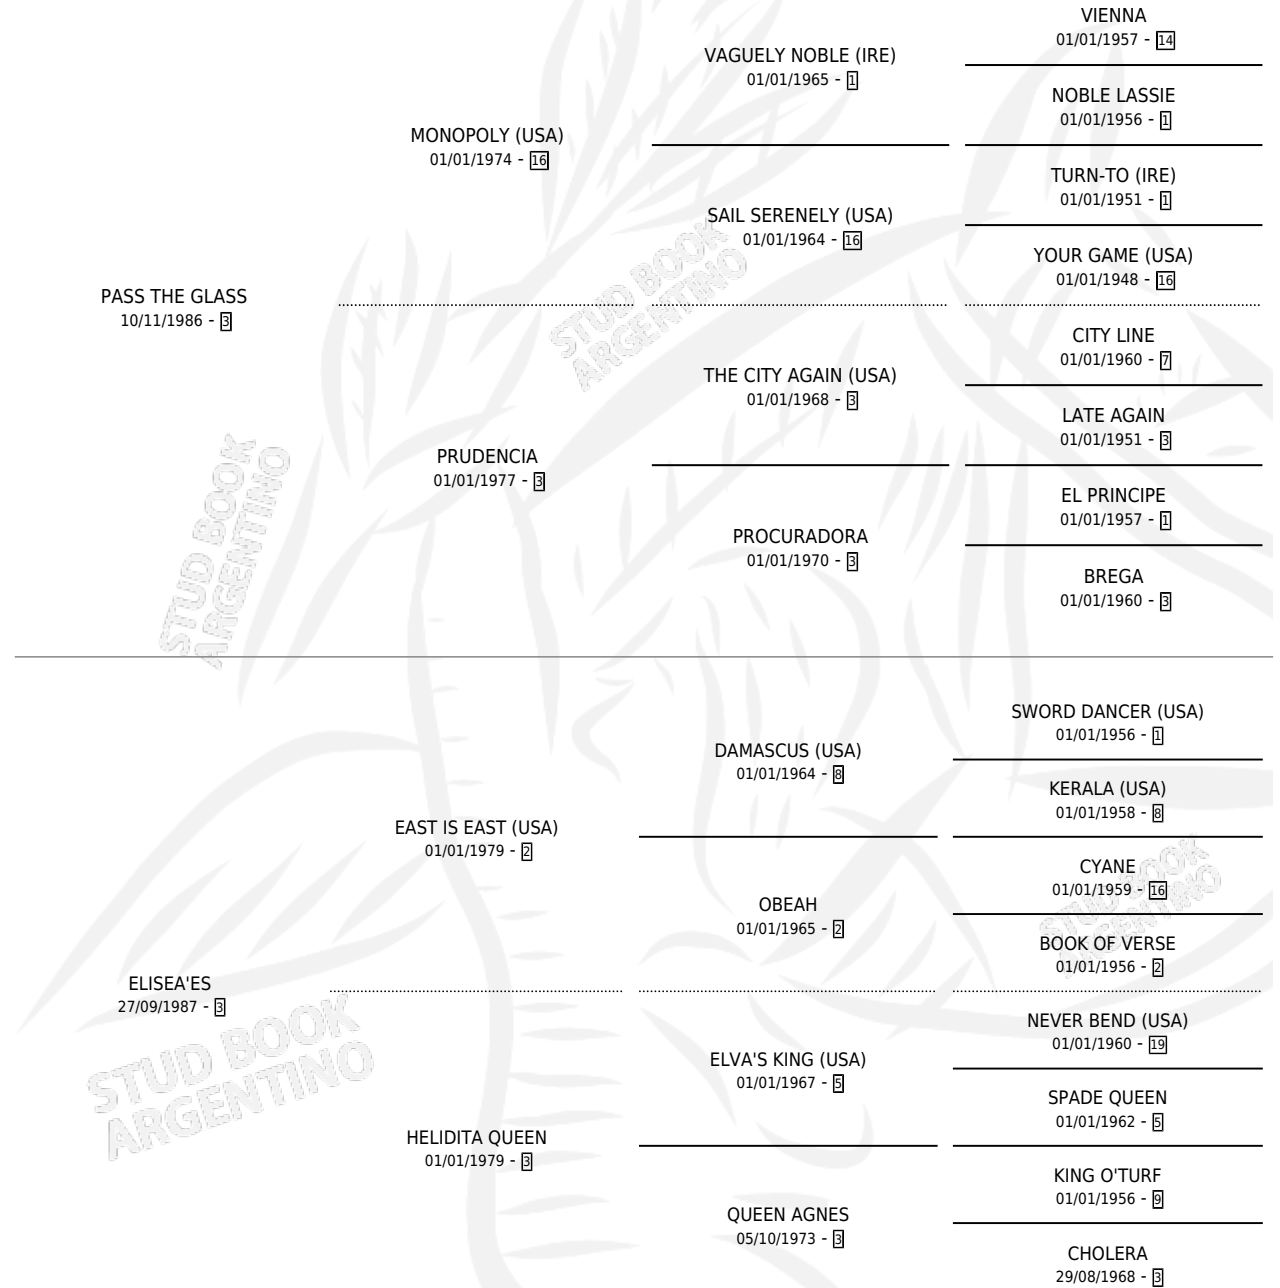 VIENNA
01/01/1957 - 14
VAGUELY NOBLE (IRE)
01/01/1965 - 1
NOBLE LASSIE
01/01/1956 - 1
MONOPOLY (USA)
01/01/1974 - 16
TURN-TO (IRE)
01/01/1951 - 1
SAIL SERENELY (USA)
01/01/1964 - 16
YOUR GAME (USA)
01/01/1948 - 16
PASS THE GLASS
10/11/1986 - 3
CITY LINE
01/01/1960 - 7
THE CITY AGAIN (USA)
01/01/1968 - 3
LATE AGAIN
01/01/1951 - 3
PRUDENCIA
01/01/1977 - 3
EL PRINCIPE
01/01/1957 - 1
PROCURADORA
01/01/1970 - 3
BREGA
01/01/1960 - 3
STUD BOOK
ARGENTINO
STUD BOOK
ARGENTINO
SWORD DANCER (USA)
01/01/1956 - 1
DAMASCUS (USA)
01/01/1964 - 8
KERALA (USA)
01/01/1958 - 8
EAST IS EAST (USA)
01/01/1979 - 2
CYANE
01/01/1959 - 16
OBEAH
01/01/1965 - 2
BOOK OF VERSE
01/01/1956 - 2
STUD BOOK
ARGENTINO
ELISEA'ES
27/09/1987 - 3
NEVER BEND (USA)
01/01/1960 - 19
ELVA'S KING (USA)
01/01/1967 - 5
SPADE QUEEN
01/01/1962 - 5
STUD BOOK
ARGENTINO
HELIDITA QUEEN
01/01/1979 - 3
KING O'TURF
01/01/1956 - 9
QUEEN AGNES
05/10/1973 - 3
CHOLERA
29/08/1968 - 3